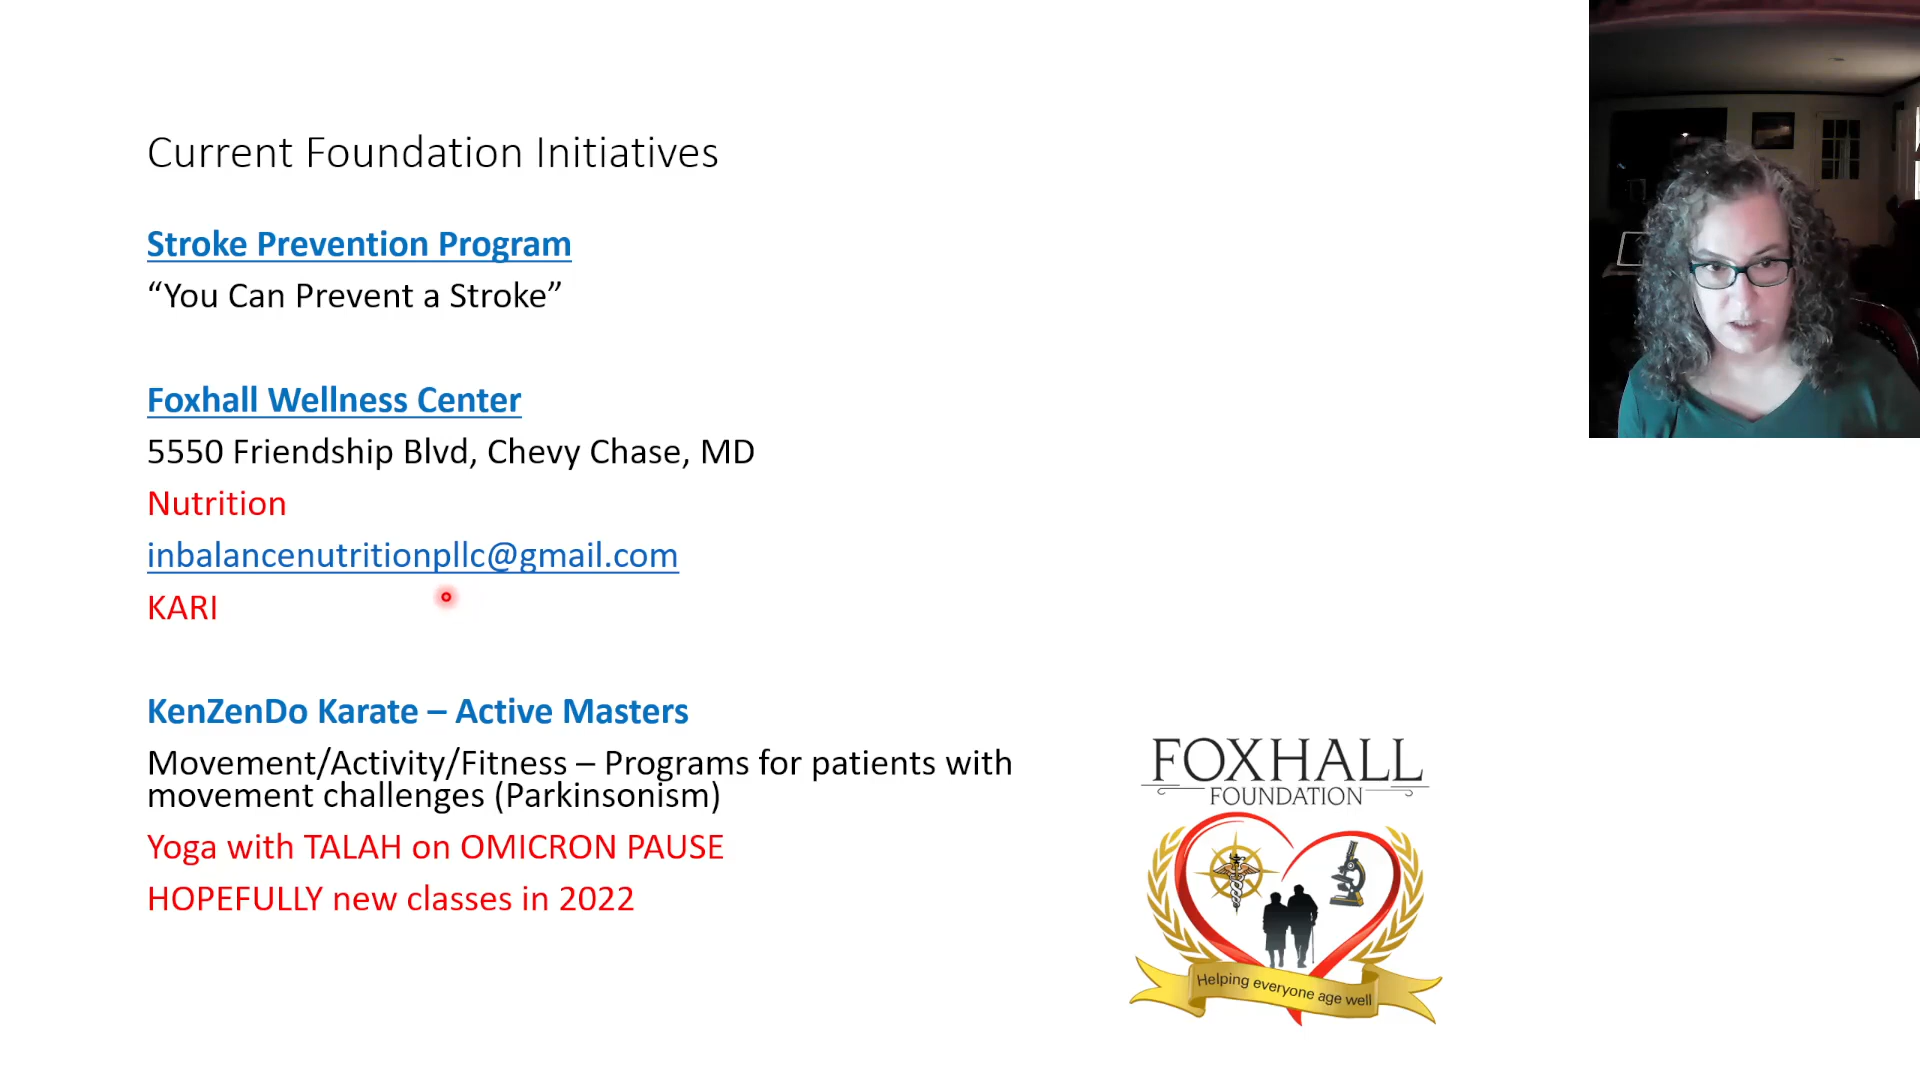 Current Foundation Initiatives
Stroke Prevention Program
“You Can Prevent a Stroke”
Foxhall Wellness Center
5550 Friendship Blvd, Chevy Chase, MD
Nutrition
inbalancenutritionpllc@gmail.com
KARI
KenZenDo Karate – Active Masters
Movement/Activity/Fitness – Programs for patients with
movement challenges (Parkinsonism)
Yoga with TALAH on OMICRON PAUSE
HOPEFULLY new classes in 2022
FOXHALL
FOUNDATION
Helping everyone age well